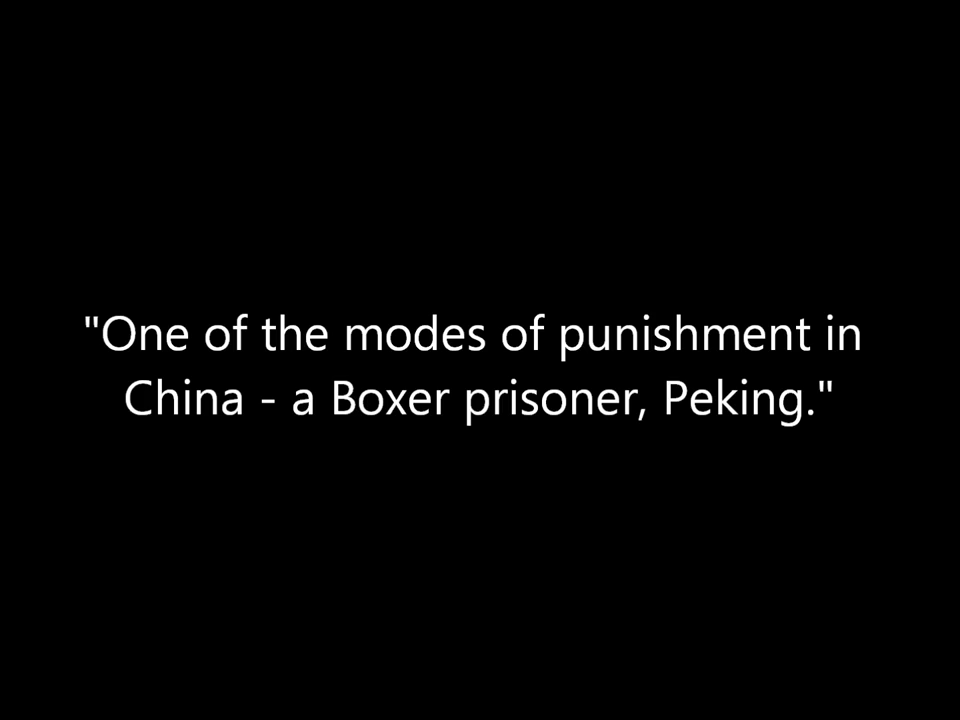 "One of the modes of punishment in
China - a Boxer prisoner, Peking."